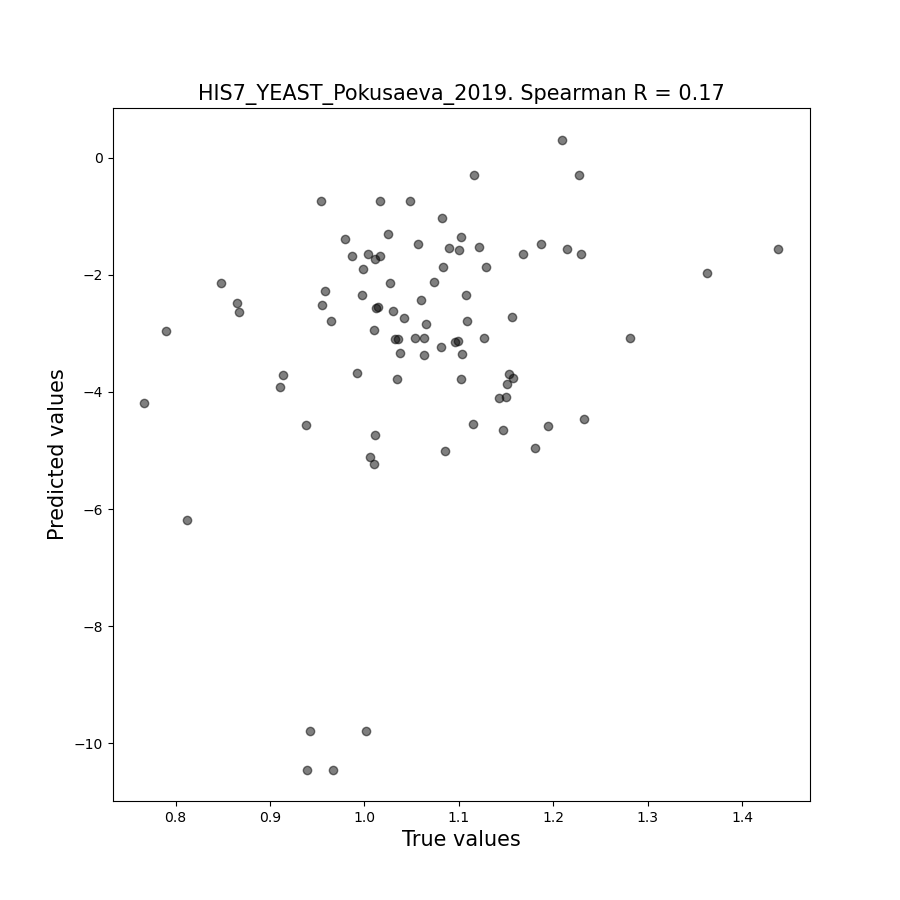 HIS7_YEAST_Pokusaeva_2019. Spearman R = 0.17
0
−2
−4
−6
−8
−10
Predicted values
0.8 0.9 1.0 1.1 1.2 1.3 1.4
True values